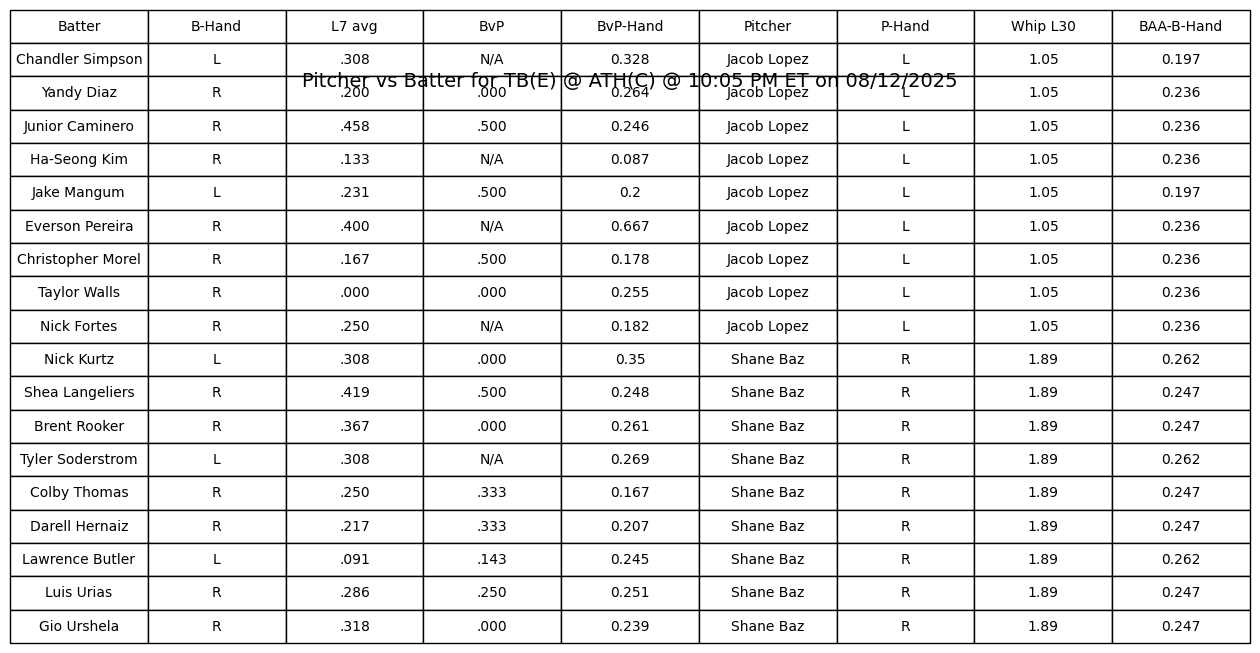 Batter B-Hand L7 avg BvP BvP-Hand Pitcher P-Hand Whip L30 BAA-B-Hand
Chandler Simpson L .308 N/A 0.328 Jacob Lopez L 1.05 0.197
Pitcher vs Batter for TB(E) @ ATH(C) @ 10:05 PM ET on 08/12/2025
Yandy Diaz R .200 .000 0.264 Jacob Lopez L 1.05 0.236
Junior Caminero R .458 .500 0.246 Jacob Lopez L 1.05 0.236
Ha-Seong Kim R .133 N/A 0.087 Jacob Lopez L 1.05 0.236
Jake Mangum L .231 .500 0.2 Jacob Lopez L 1.05 0.197
Everson Pereira R .400 N/A 0.667 Jacob Lopez L 1.05 0.236
Christopher Morel R .167 .500 0.178 Jacob Lopez L 1.05 0.236
Taylor Walls R .000 .000 0.255 Jacob Lopez L 1.05 0.236
Nick Fortes R .250 N/A 0.182 Jacob Lopez L 1.05 0.236
Nick Kurtz L .308 .000 0.35 Shane Baz R 1.89 0.262
Shea Langeliers R .419 .500 0.248 Shane Baz R 1.89 0.247
Brent Rooker R .367 .000 0.261 Shane Baz R 1.89 0.247
Tyler Soderstrom L .308 N/A 0.269 Shane Baz R 1.89 0.262
Colby Thomas R .250 .333 0.167 Shane Baz R 1.89 0.247
Darell Hernaiz R .217 .333 0.207 Shane Baz R 1.89 0.247
Lawrence Butler L .091 .143 0.245 Shane Baz R 1.89 0.262
Luis Urias R .286 .250 0.251 Shane Baz R 1.89 0.247
Gio Urshela R .318 .000 0.239 Shane Baz R 1.89 0.247